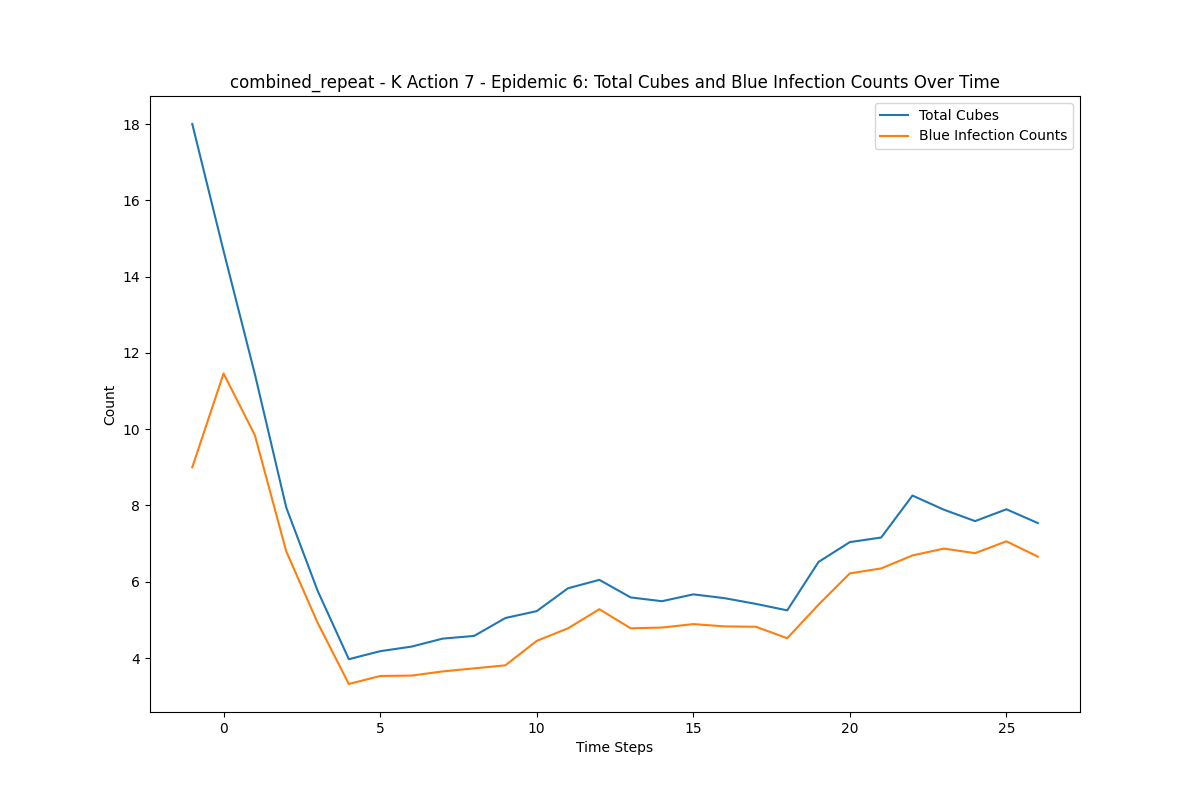 combined_repeat - K Action 7 - Epidemic 6: Total Cubes and Blue Infection Counts Over Time
Total Cubes
Blue Infection Counts
18
16
14
12
10
8
6
4
Count
0 5 10 15 20 25
Time Steps